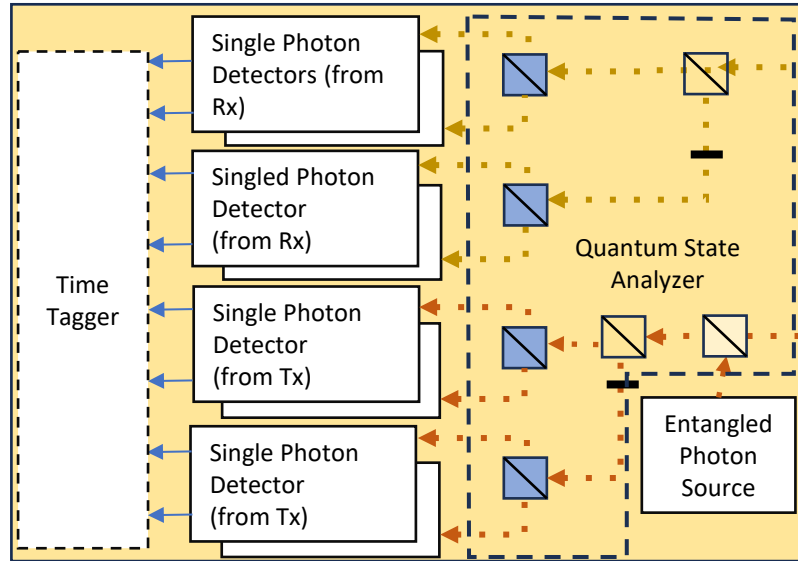 Single Photon
Detectors (from
Rx)
Singled Photon
Detector
(from Rx)
Time
Tagger
Single Photon
Detector
(from Tx)
Single Photon
Detector
(from Tx)
Quantum State
Analyzer
Entangled
Photon
Source